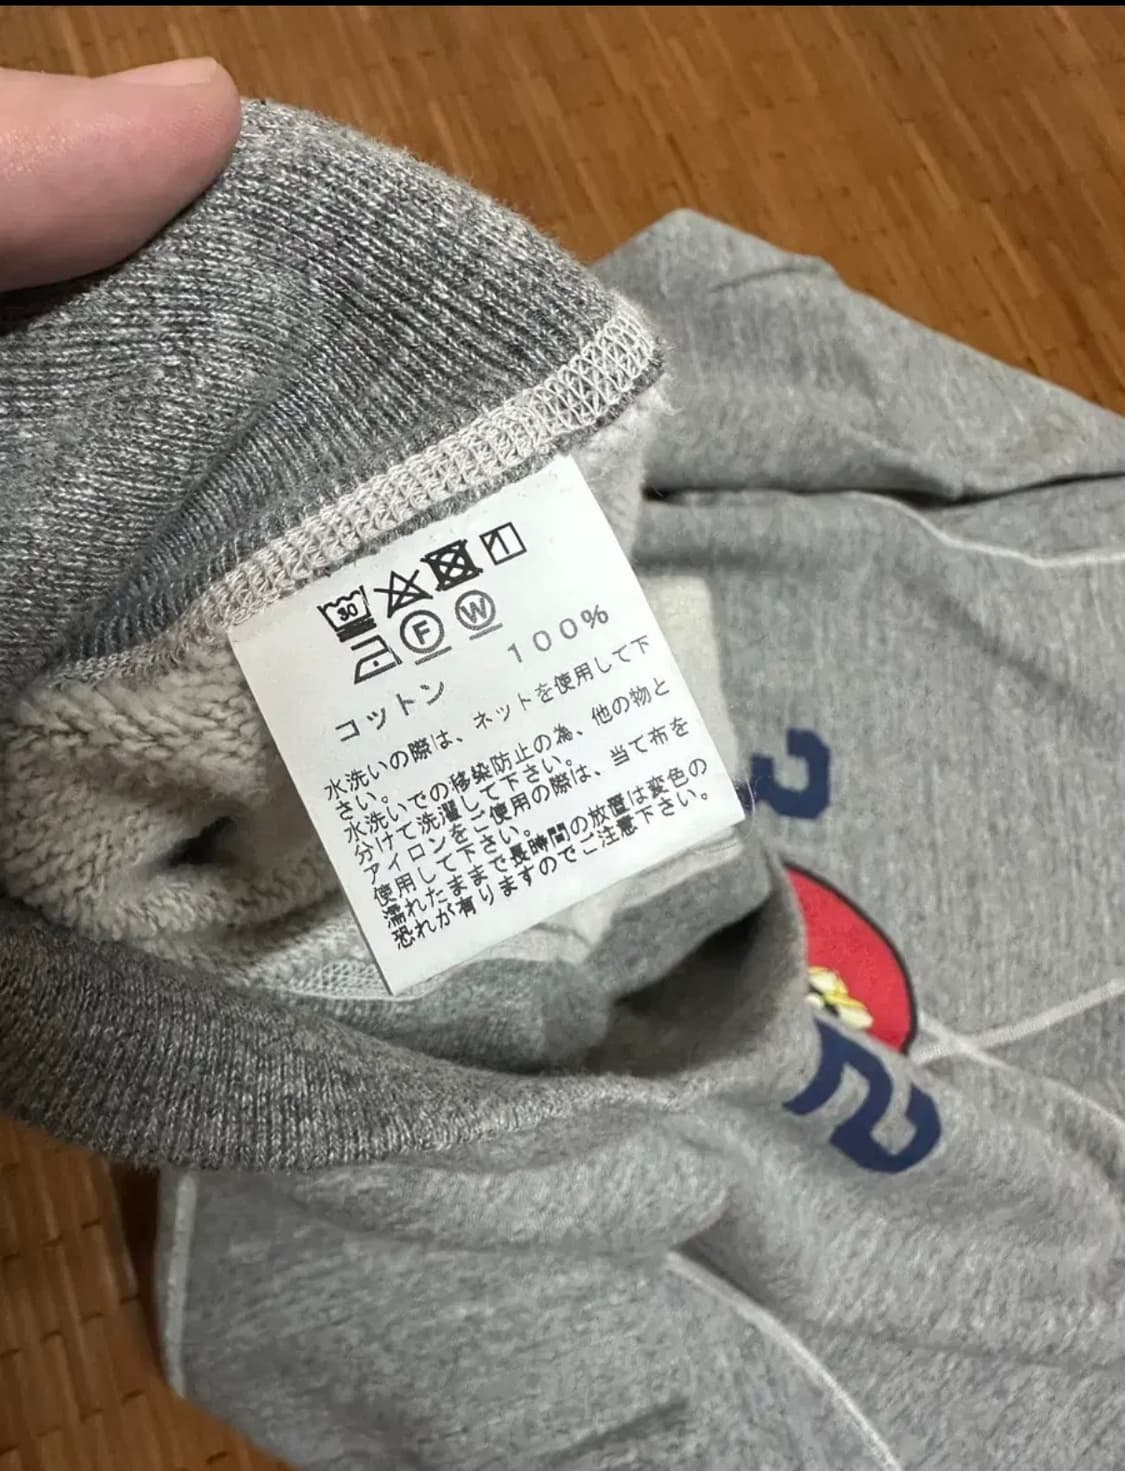 30
F W
コットン 100%
水洗いの際は、ネットを使用して下
さい。
水洗いでの移染防止の為、他の物と
分けて洗濯して下さい。
アイロンをご使用の際は、当て布を
使用して下さい。
濡れたままで長時間の放置は変色の
恐れが有りますのでご注意下さい。
3
2